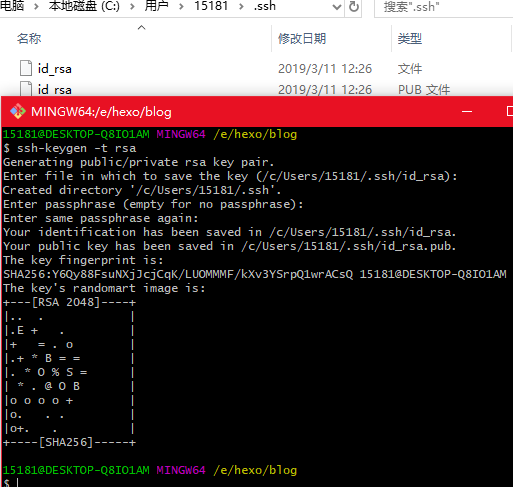 电脑 › 本地磁盘 (C:) › 用户 › 15181 › .ssh
搜索".ssh"
名称 修改日期 类型
id_rsa 2019/3/11 12:26 文件
id_rsa 2019/3/11 12:26 PUB 文件
MINGW64:/e/hexo/blog
15181@DESKTOP-Q8IO1AM MINGW64 /e/hexo/blog
$ ssh-keygen -t rsa
Generating public/private rsa key pair.
Enter file in which to save the key (/c/Users/15181/.ssh/id_rsa):
Created directory '/c/Users/15181/.ssh'.
Enter passphrase (empty for no passphrase):
Enter same passphrase again:
Your identification has been saved in /c/Users/15181/.ssh/id_rsa.
Your public key has been saved in /c/Users/15181/.ssh/id_rsa.pub.
The key fingerprint is:
SHA256:Y6Qy88FsuNXjJcjCqK/LUOMMMF/kXv3YSrpQ1wrACsQ 15181@DESKTOP-Q8IO1AM
The key's randomart image is:
+---[RSA 2048]----+
|..  .            |
|.E +   .         |
|+   = . o        |
|.+ * B = =       |
|. * O % S =      |
| * . @ O B       |
|o o o o +        |
|o.   . .         |
|o+.   .          |
+----[SHA256]-----+
15181@DESKTOP-Q8IO1AM MINGW64 /e/hexo/blog
$